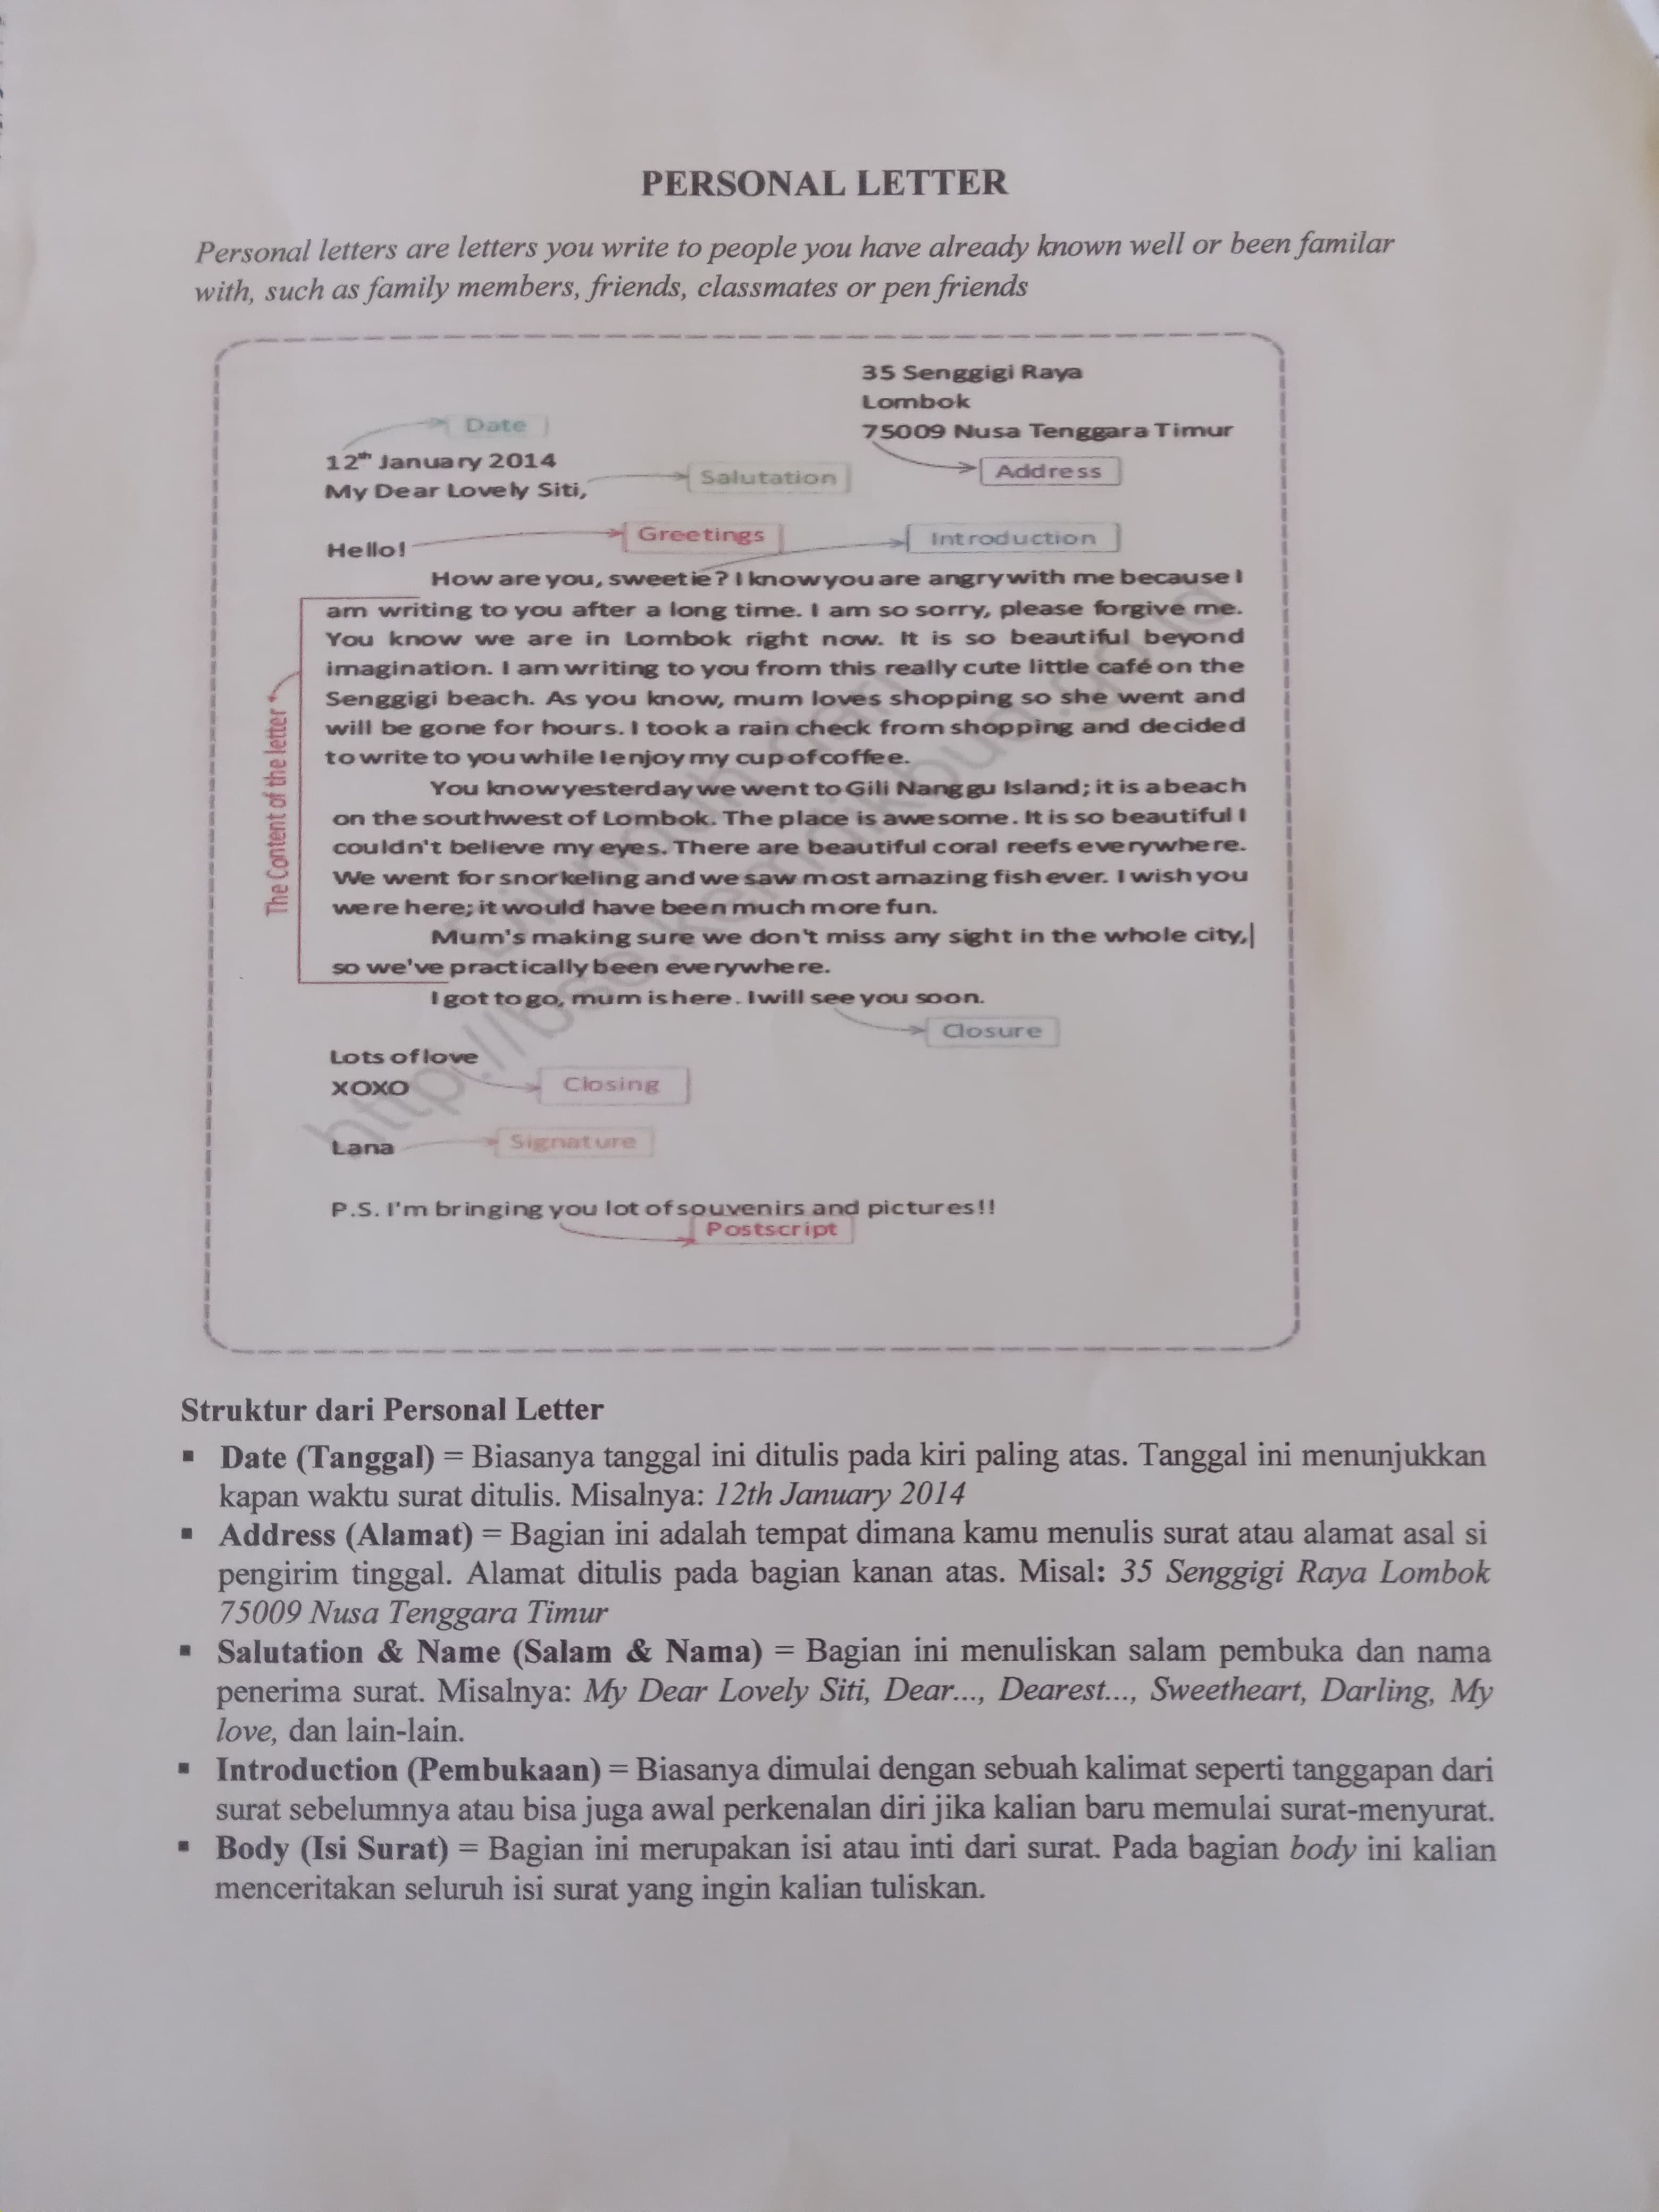 PERSONAL LETTER
Personal letters are letters you write to people you have already known well or been familar
with, such as family members, friends, classmates or pen friends
35 Senggigi Raya
Lombok
75009 Nusa Tenggara Timur
Address
Date
12th January 2014
My Dear Lovely Siti,
Salutation
Hello!
Greetings
Introduction
The Content of the letter
How are you, sweetie? I know you are angry with me because I
am writing to you after a long time. I am so sorry, please forgive me.
You know we are in Lombok right now. It is so beautiful beyond
imagination. I am writing to you from this really cute little café on the
Senggigi beach. As you know, mum loves shopping so she went and
will be gone for hours. I took a rain check from shopping and decided
to write to you while I enjoy my cup of coffee.
You know yesterday we went to Gili Nanggu Island; it is a beach
on the southwest of Lombok. The place is awesome. It is so beautiful I
couldn't believe my eyes. There are beautiful coral reefs everywhere.
We went for snorkeling and we saw most amazing fish ever. I wish you
were here; it would have been much more fun.
Mum's making sure we don't miss any sight in the whole city,
so we've practically been everywhere.
I got to go, mum is here. I will see you soon.
Closure
Lots of love
XOXO
Closing
Lana
Signature
P.S. I'm bringing you lot of souvenirs and pictures!!
Postscript
Struktur dari Personal Letter
▪ Date (Tanggal) = Biasanya tanggal ini ditulis pada kiri paling atas. Tanggal ini menunjukkan
kapan waktu surat ditulis. Misalnya: 12th January 2014
▪ Address (Alamat) = Bagian ini adalah tempat dimana kamu menulis surat atau alamat asal si
pengirim tinggal. Alamat ditulis pada bagian kanan atas. Misal: 35 Senggigi Raya Lombok
75009 Nusa Tenggara Timur
▪ Salutation & Name (Salam & Nama) = Bagian ini menuliskan salam pembuka dan nama
penerima surat. Misalnya: My Dear Lovely Siti, Dear..., Dearest..., Sweetheart, Darling, My
love, dan lain-lain.
▪ Introduction (Pembukaan) = Biasanya dimulai dengan sebuah kalimat seperti tanggapan dari
surat sebelumnya atau bisa juga awal perkenalan diri jika kalian baru memulai surat-menyurat.
▪ Body (Isi Surat) = Bagian ini merupakan isi atau inti dari surat. Pada bagian body ini kalian
menceritakan seluruh isi surat yang ingin kalian tuliskan.